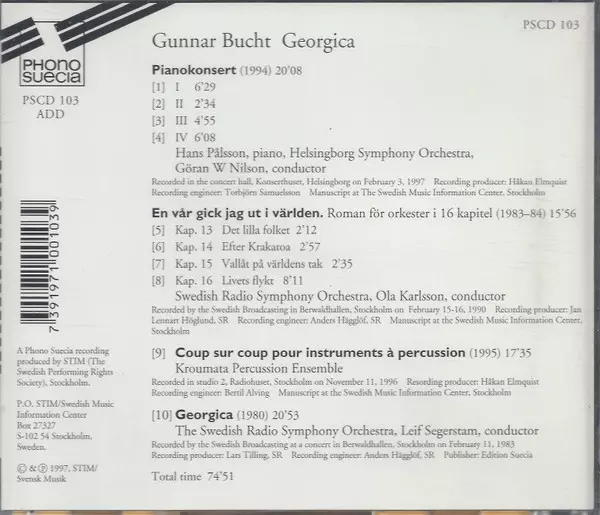 PSCD 103
PHONO
SUECIA
PSCD 103
ADD
Gunnar Bucht Georgica
Pianokonsert (1994) 20'08
[1] I 6'29
[2] II 2'34
[3] III 4'55
[4] IV 6'08
Hans Pålsson, piano, Helsingborg Symphony Orchestra,
Göran W Nilson, conductor
Recorded in the concert hall, Konserthuset, Helsingborg on February 3, 1997 Recording producer: Håkan Elmquist
Recording engineer: Torbjörn Samuelsson Manuscript at The Swedish Music Information Center, Stockholm
En vår gick jag ut i världen. Roman för orkester i 16 kapitel (1983–84) 15'56
[5] Kap. 13 Det lilla folket 2'12
[6] Kap. 14 Efter Krakatoa 2'57
[7] Kap. 15 Vallåt på världens tak 2'35
[8] Kap. 16 Livets flykt 8'11
Swedish Radio Symphony Orchestra, Ola Karlsson, conductor
Recorded by the Swedish Broadcasting in Berwaldhallen, Stockholm on February 15-16, 1990 Recording producer: Jan
Lennart Höglund, SR Recording engineer: Anders Hägglöf, SR Manuscript at the Swedish Music Information Center,
Stockholm
[9] Coup sur coup pour instruments à percussion (1995) 17'35
Kroumata Percussion Ensemble
Recorded in studio 2, Radiohuset, Stockholm on November 11, 1996 Recording producer: Håkan Elmquist
Recording engineer: Bertil Alving Manuscript at the Swedish Music Information Center, Stockholm
[10] Georgica (1980) 20'53
The Swedish Radio Symphony Orchestra, Leif Segerstam, conductor
Recorded by the Swedish Broadcasting at a concert in Berwaldhallen, Stockholm on February 11, 1983
Recording producer: Lars Tilling, SR Recording engineer: Anders Hägglöf, SR Publisher: Edition Suecia
Total time 74'51
7 391971 001039
A Phono Suecia recording
produced by STIM (The
Swedish Performing Rights
Society), Stockholm.
P.O. STIM/Swedish Music
Information Center
Box 27327
S-102 54 Stockholm,
Sweden.
© & ℗ 1997, STIM/
Svensk Musik